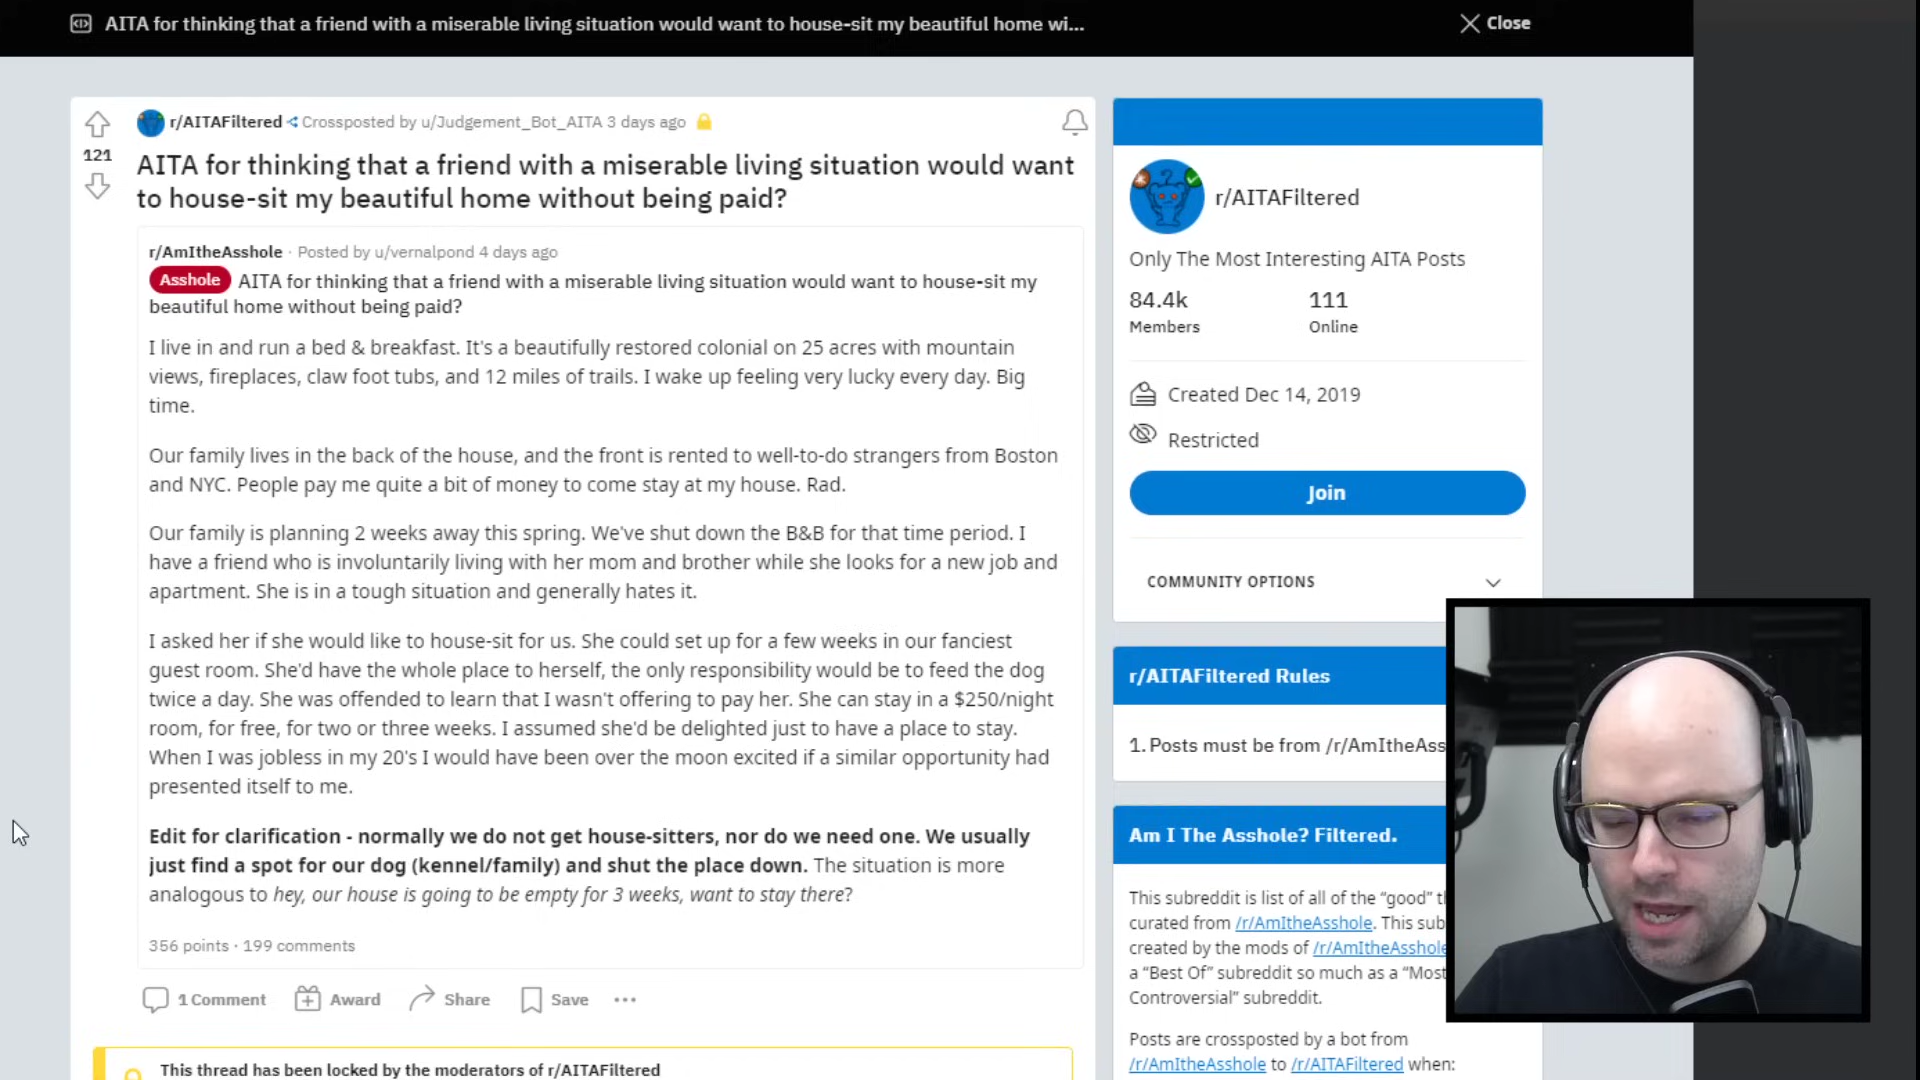 AITA for thinking that a friend with a miserable living situation would want to house-sit my beautiful home wi...
Close
r/AITAFiltered Crossposted by u/Judgement_Bot_AITA 3 days ago
121
AITA for thinking that a friend with a miserable living situation would want
to house-sit my beautiful home without being paid?
r/AmItheAsshole · Posted by u/vernalpond 4 days ago
Asshole AITA for thinking that a friend with a miserable living situation would want to house-sit my
beautiful home without being paid?
I live in and run a bed & breakfast. It's a beautifully restored colonial on 25 acres with mountain
views, fireplaces, claw foot tubs, and 12 miles of trails. I wake up feeling very lucky every day. Big
time.
Our family lives in the back of the house, and the front is rented to well-to-do strangers from Boston
and NYC. People pay me quite a bit of money to come stay at my house. Rad.
Our family is planning 2 weeks away this spring. We've shut down the B&B for that time period. I
have a friend who is involuntarily living with her mom and brother while she looks for a new job and
apartment. She is in a tough situation and generally hates it.
I asked her if she would like to house-sit for us. She could set up for a few weeks in our fanciest
guest room. She'd have the whole place to herself, the only responsibility would be to feed the dog
twice a day. She was offended to learn that I wasn't offering to pay her. She can stay in a $250/night
room, for free, for two or three weeks. I assumed she'd be delighted just to have a place to stay.
When I was jobless in my 20's I would have been over the moon excited if a similar opportunity had
presented itself to me.
Edit for clarification - normally we do not get house-sitters, nor do we need one. We usually
just find a spot for our dog (kennel/family) and shut the place down. The situation is more
analogous to hey, our house is going to be empty for 3 weeks, want to stay there?
356 points · 199 comments
1 Comment Award Share Save
This thread has been locked by the moderators of r/AITAFiltered
r/AITAFiltered
Only The Most Interesting AITA Posts
84.4k 111
Members Online
Created Dec 14, 2019
Restricted
Join
COMMUNITY OPTIONS
r/AITAFiltered Rules
1. Posts must be from /r/AmItheAss
Am I The Asshole? Filtered.
This subreddit is list of all of the “good” t
curated from /r/AmItheAsshole. This sub
created by the mods of /r/AmItheAsshole
a “Best Of” subreddit so much as a “Most
Controversial” subreddit.
Posts are crossposted by a bot from
/r/AmItheAsshole to /r/AITAFiltered when: